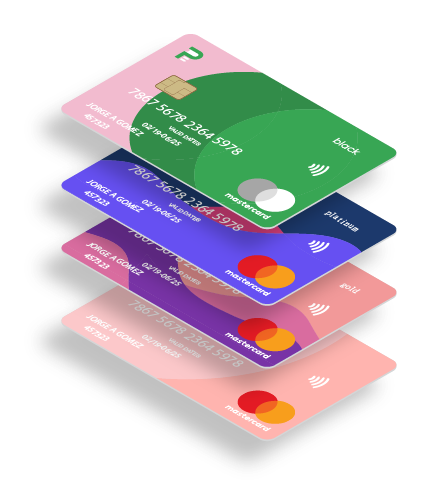 P
7867 5678 2364 5978
black
VALID DATES
02/19-06/25
JORGE A GOMEZ
457323
mastercard
7867 5678 2364 5978
platinum
VALID DATES
02/19-06/25
JORGE A GOMEZ
457323
mastercard
7867 5678 2364 5978
gold
VALID DATES
02/19-06/25
JORGE A GOMEZ
457323
mastercard
7867 5678 2364 5978
VALID DATES
02/19-06/25
JORGE A GOMEZ
457323
mastercard